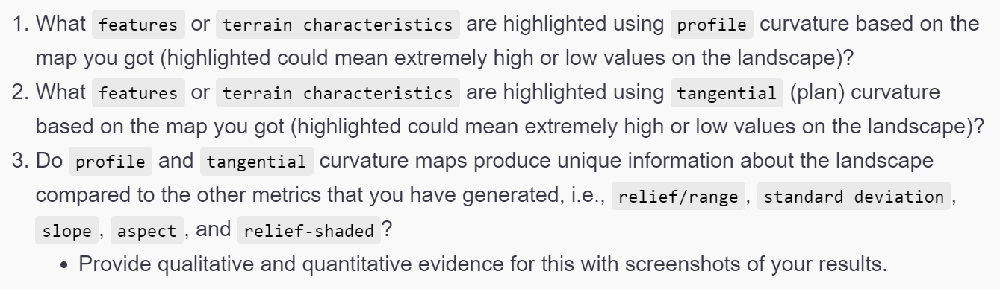 1. What features or terrain characteristics are highlighted using profile curvature based on the
map you got (highlighted could mean extremely high or low values on the landscape)?
2. What features or terrain characteristics are highlighted using tangential (plan) curvature
based on the map you got (highlighted could mean extremely high or low values on the landscape)?
3. Do profile and tangential curvature maps produce unique information about the landscape
compared to the other metrics that you have generated, i.e., relief/range, standard deviation,
slope, aspect, and relief-shaded?
• Provide qualitative and quantitative evidence for this with screenshots of your results.